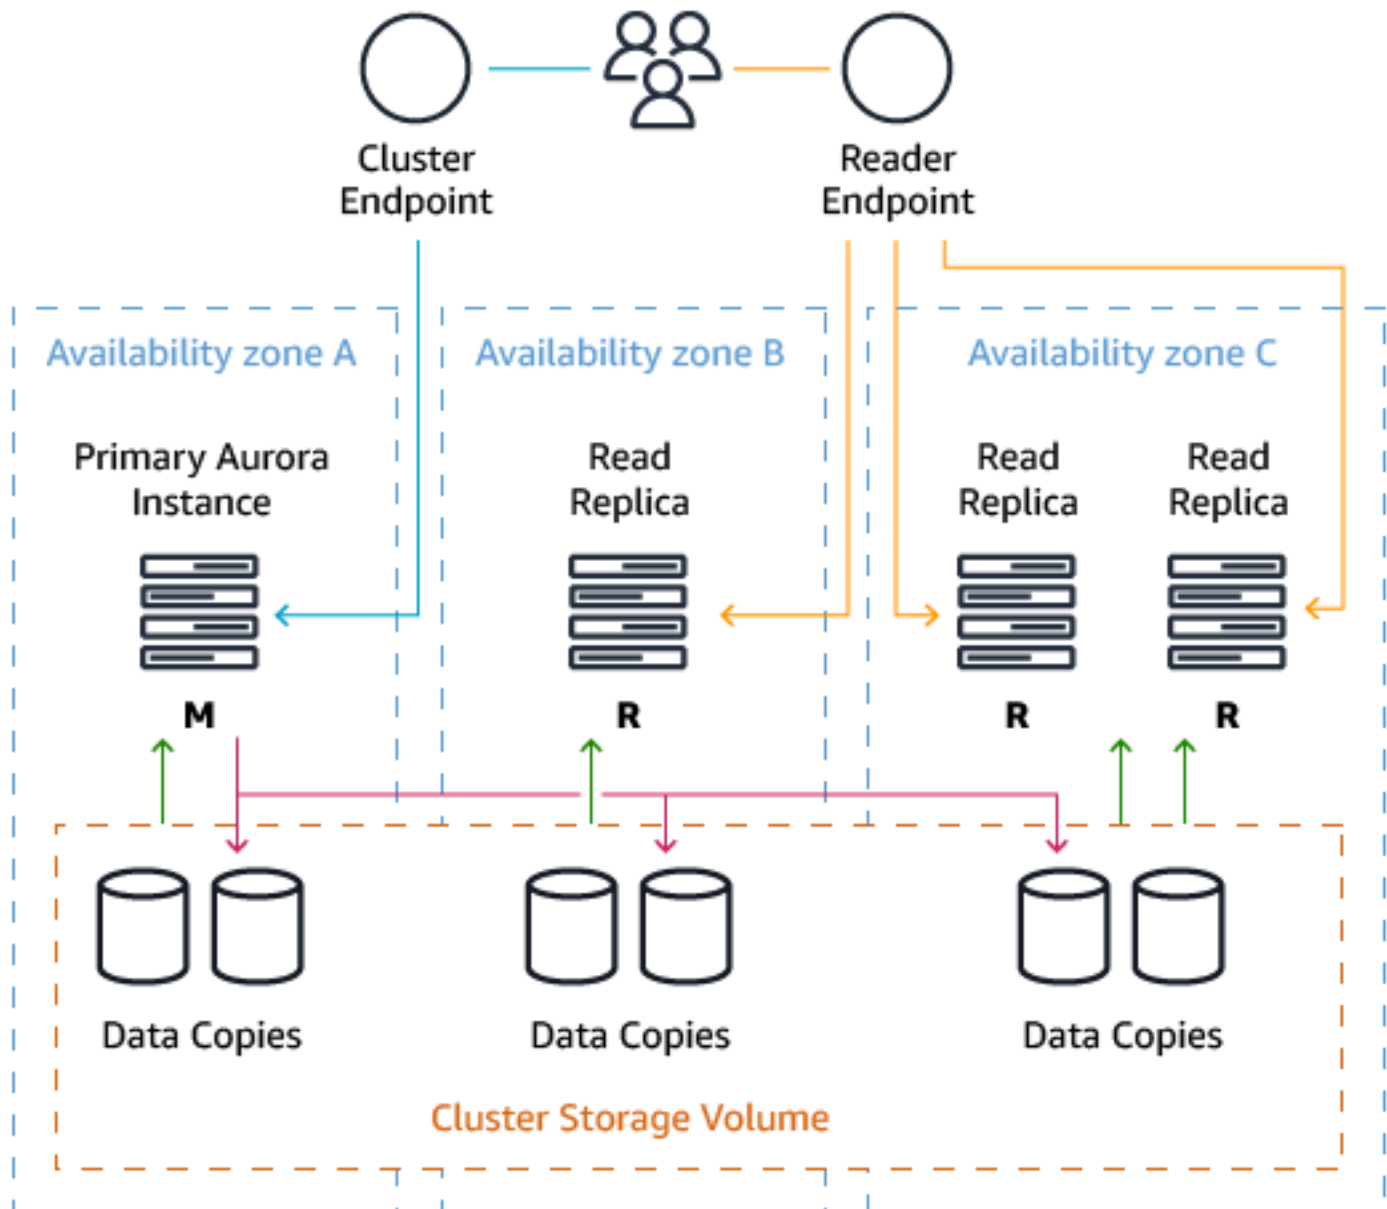 Cluster
Endpoint
Reader
Endpoint
Availability zone A
Availability zone B
Availability zone C
Primary Aurora
Instance
Read
Replica
Read
Replica
Read
Replica
M
R
R
R
Data Copies
Data Copies
Data Copies
Cluster Storage Volume